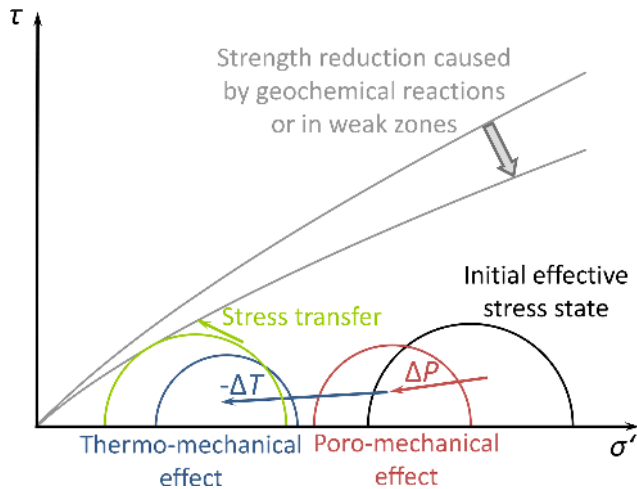 τ
Strength reduction caused
by geochemical reactions
or in weak zones
Initial effective
stress state
Stress transfer
-ΔT
ΔP
Thermo-mechanical
effect
Poro-mechanical
effect
σ'